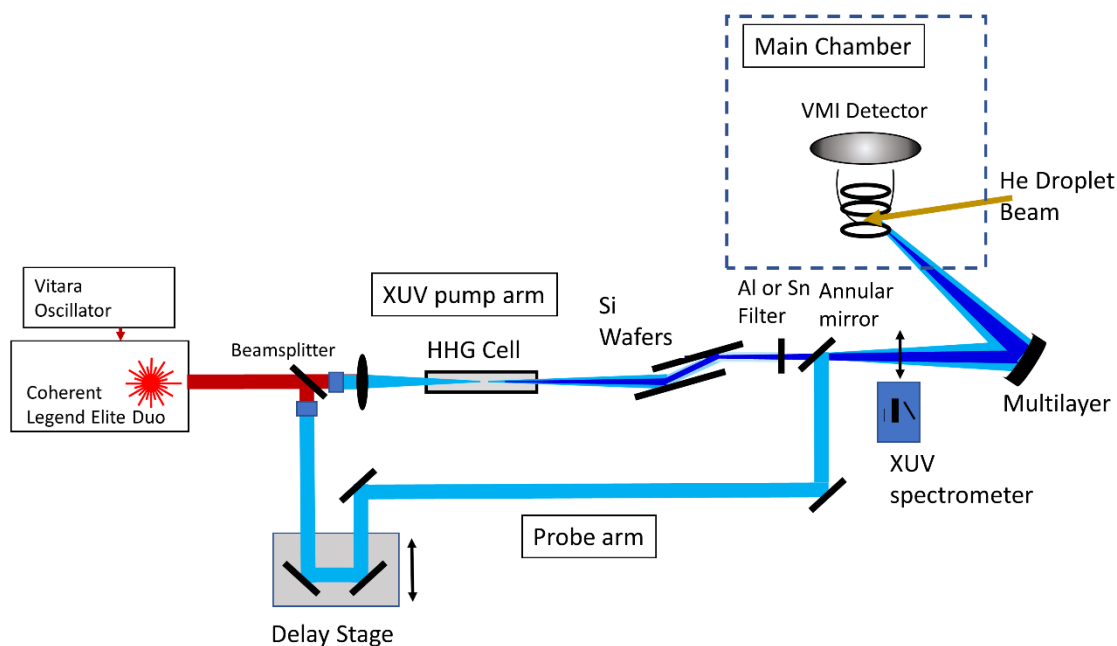 Main Chamber
VMI Detector
He Droplet
Beam
Vitara
Oscillator
XUV pump arm
Si
Wafers
Al or Sn
Filter
Annular
mirror
Beamsplitter
HHG Cell
Coherent
Legend Elite Duo
Multilayer
XUV
spectrometer
Probe arm
Delay Stage